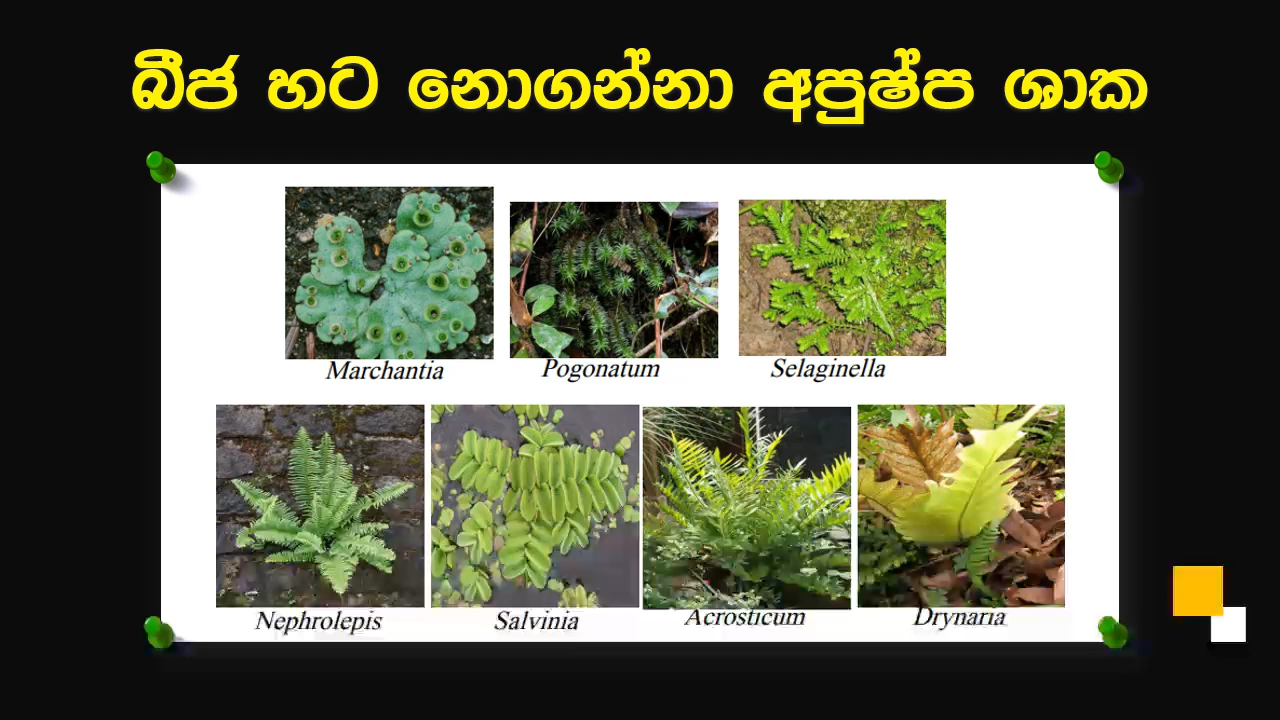 බීජ හට නොගන්නා අපුෂ්ප ශාක
Marchantia
Pogonatum
Selaginella
Nephrolepis
Salvinia
Acrosticum
Drynaria